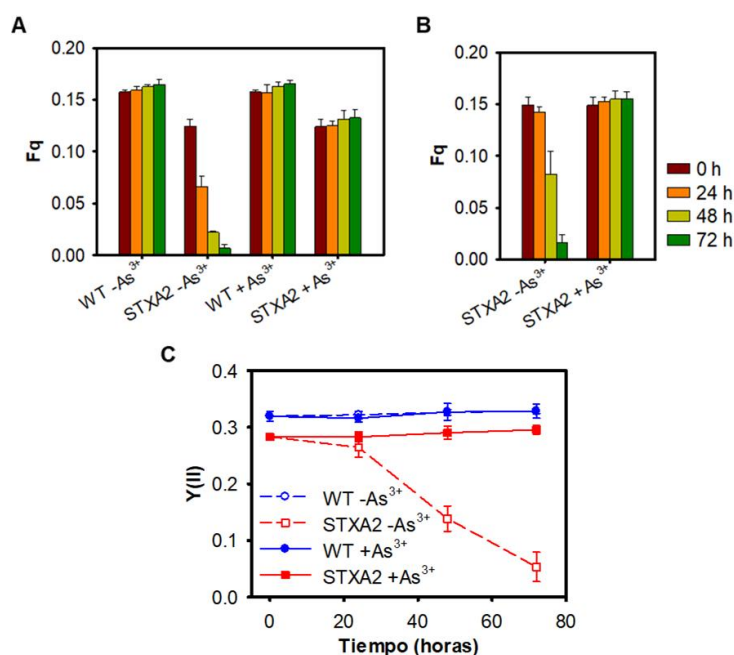 A
Fq
0.20
0.15
0.10
0.05
0.00
WT -As³⁺
STXA2 -As³⁺
WT +As³⁺
STXA2 +As³⁺
B
Fq
0.20
0.15
0.10
0.05
0.00
STXA2 -As³⁺
STXA2 +As³⁺
0 h
24 h
48 h
72 h
C
Y(II)
0.4
0.3
0.2
0.1
0.0
WT -As³⁺
STXA2 -As³⁺
WT +As³⁺
STXA2 +As³⁺
0 20 40 60 80
Tiempo (horas)